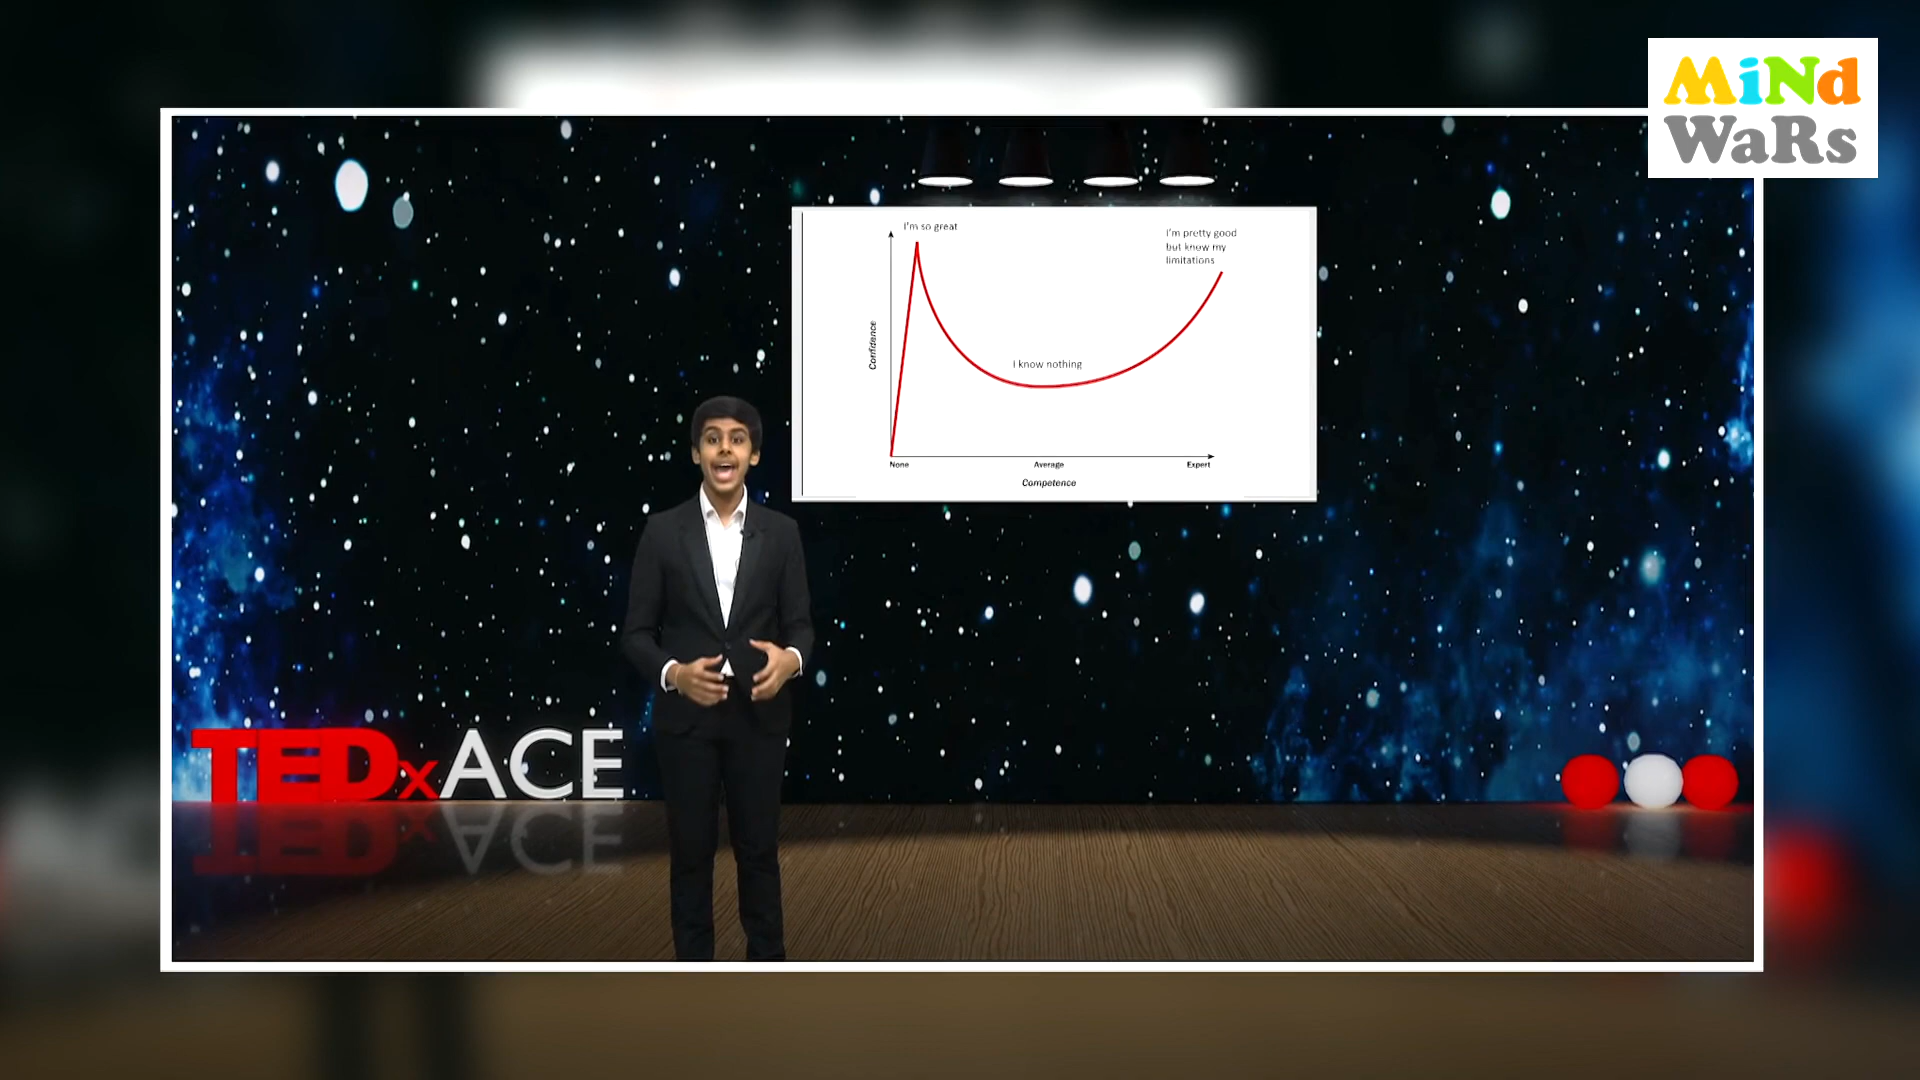 MiNd
WaRs
I'm so great
I'm pretty good
but know my
limitations
Confidence
I know nothing
None
Average
Expert
Competence
TEDxACE